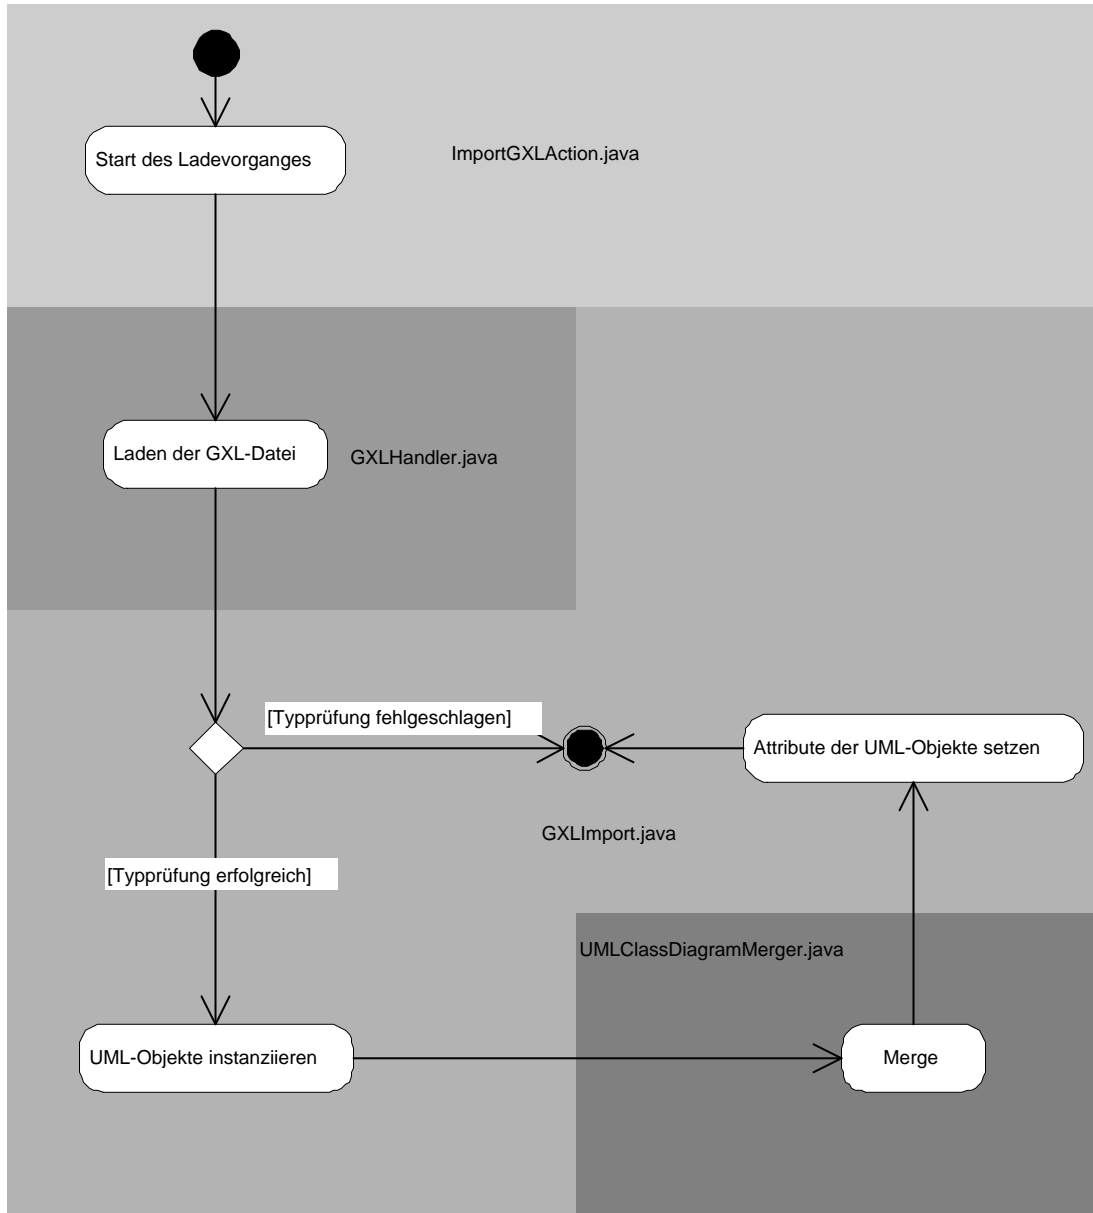 Start des Ladevorganges
ImportGXLAction.java
Laden der GXL-Datei
GXLHandler.java
[Typprüfung fehlgeschlagen]
Attribute der UML-Objekte setzen
GXLImport.java
[Typprüfung erfolgreich]
UMLClassDiagramMerger.java
UML-Objekte instanziieren
Merge